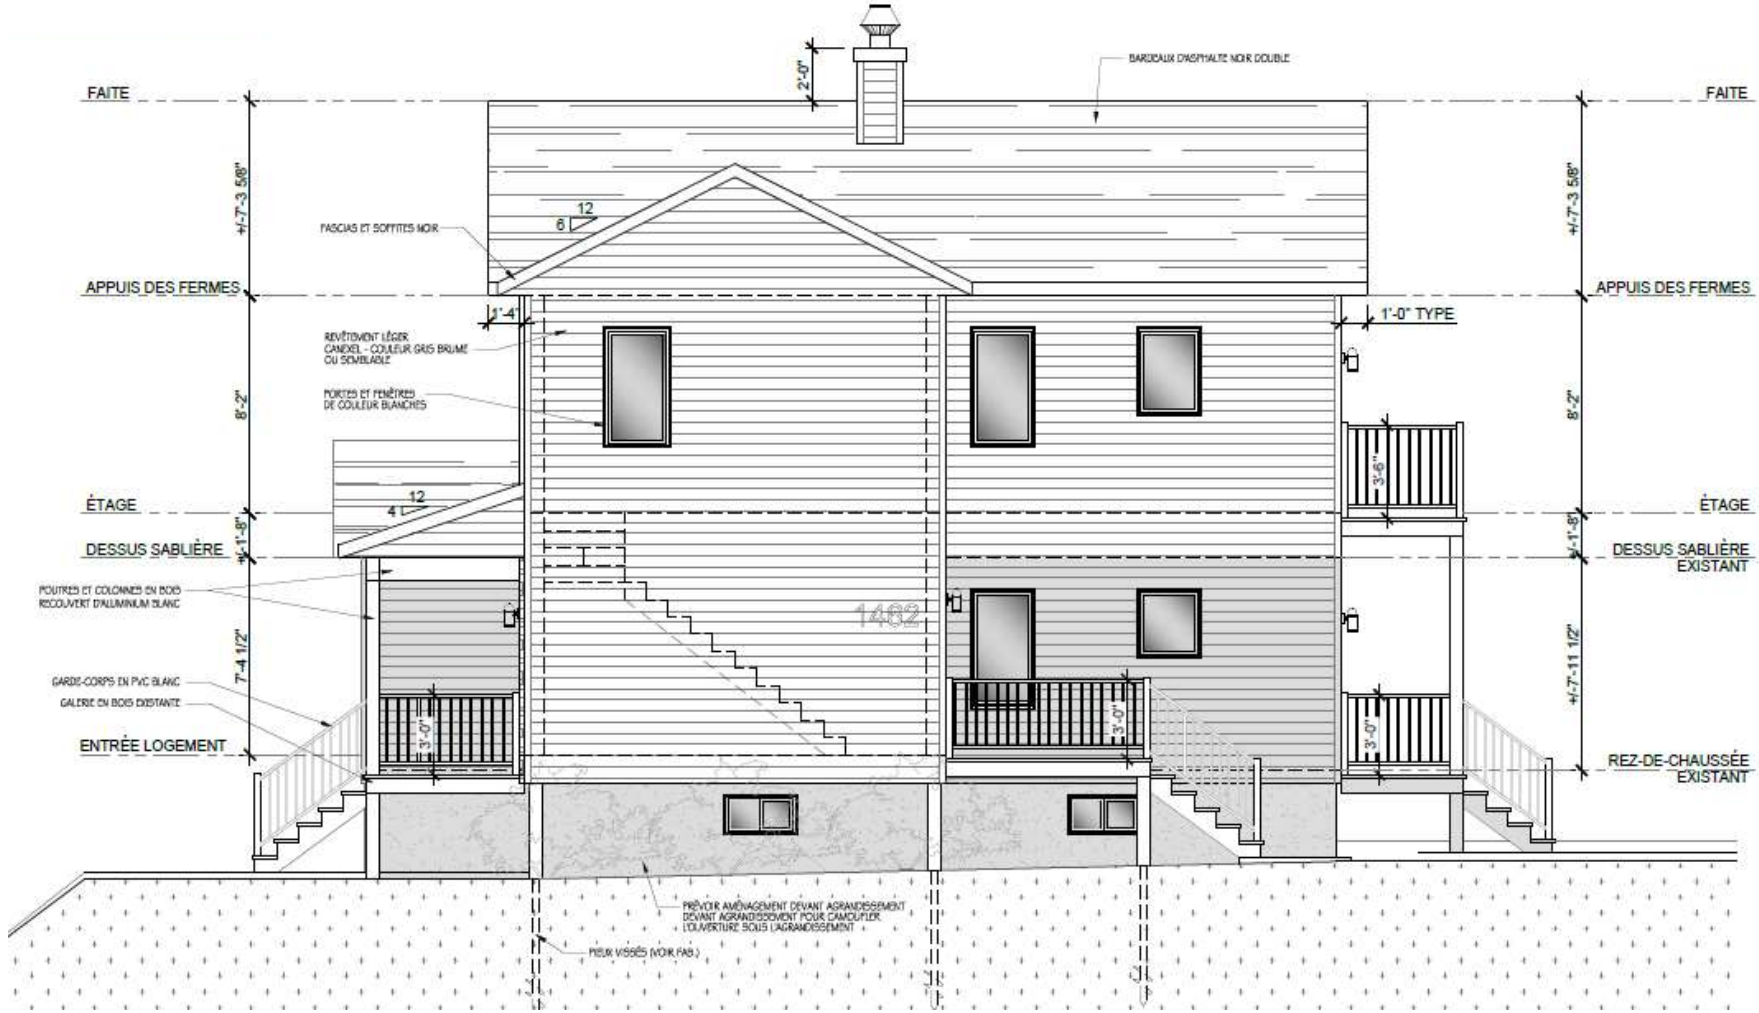 2'-0"
BARDEAUX D'ASPHALTE NOIR DOUBLE
FAITE
FAITE
+/-7'-3 5/8"
+/-7'-3 5/8"
12
6
FASCIAS ET SOFFITES NOIR
APPUIS DES FERMES
APPUIS DES FERMES
1'-4"
1'-0" TYPE
REVÊTEMENT LÉGER
CANEXEL - COULEUR GRIS BRUME
OU SEMBLABLE
PORTES ET FENÊTRES
DE COULEUR BLANCHES
8'-2"
8'-2"
3'-6"
12
4
ÉTAGE
ÉTAGE
+/-1'-8"
+/-1'-8"
DESSUS SABLIÈRE
DESSUS SABLIÈRE
EXISTANT
POUTRES ET COLONNES EN BOIS
RECOUVERT D'ALUMINIUM BLANC
1462
7'-4 1/2"
+/-7'-11 1/2"
GARDE-CORPS EN PVC BLANC
GALERIE EN BOIS EXISTANTE
3'-0"
3'-0"
3'-0"
ENTRÉE LOGEMENT
REZ-DE-CHAUSSÉE
EXISTANT
PRÉVOIR AMÉNAGEMENT DEVANT AGRANDISSEMENT
DEVANT AGRANDISSEMENT POUR CAMOUFLER
L'OUVERTURE SOUS L'AGRANDISSEMENT
PIEUX VISSÉS (VOIR FAB.)